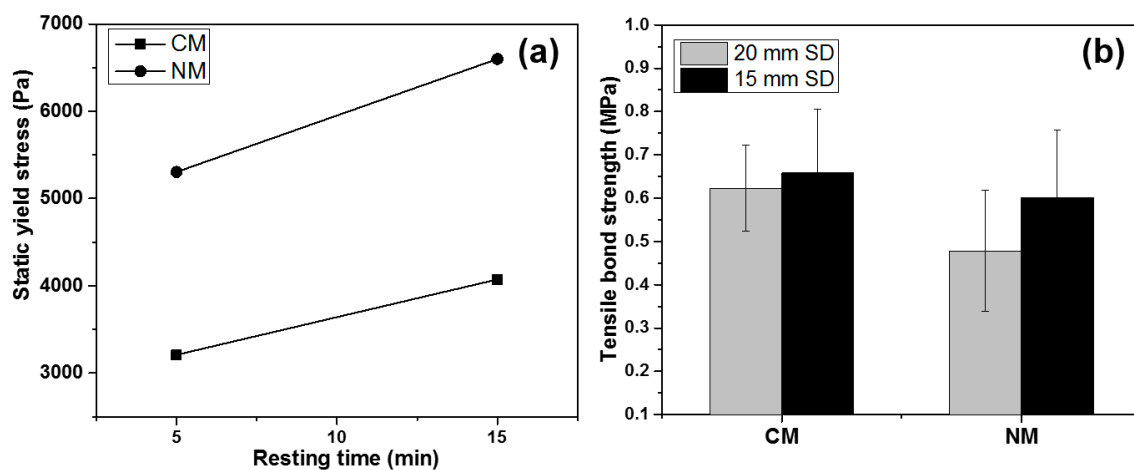 (a)
CM
NM
Static yield stress (Pa)
7000
6000
5000
4000
3000
5
10
15
Resting time (min)
(b)
20 mm SD
15 mm SD
Tensile bond strength (MPa)
1.0
0.9
0.8
0.7
0.6
0.5
0.4
0.3
0.2
0.1
CM
NM